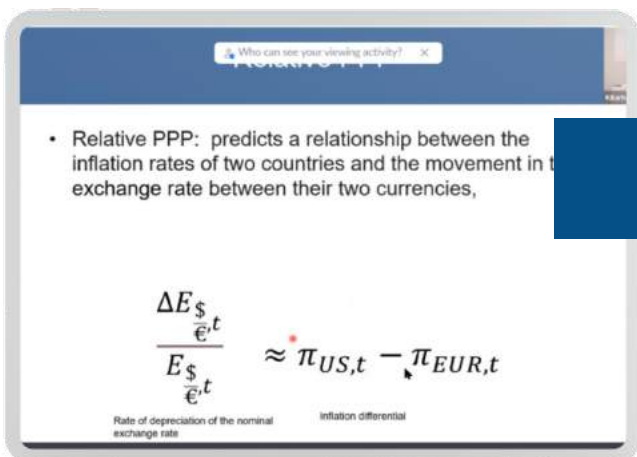 Who can see your viewing activity?
Relative PPP
• Relative PPP: predicts a relationship between the
inflation rates of two countries and the movement in
exchange rate between their two currencies,
ΔE$/€,t / E$/€,t ≈ πUS,t − πEUR,t
Rate of depreciation of the nominal
exchange rate
inflation differential